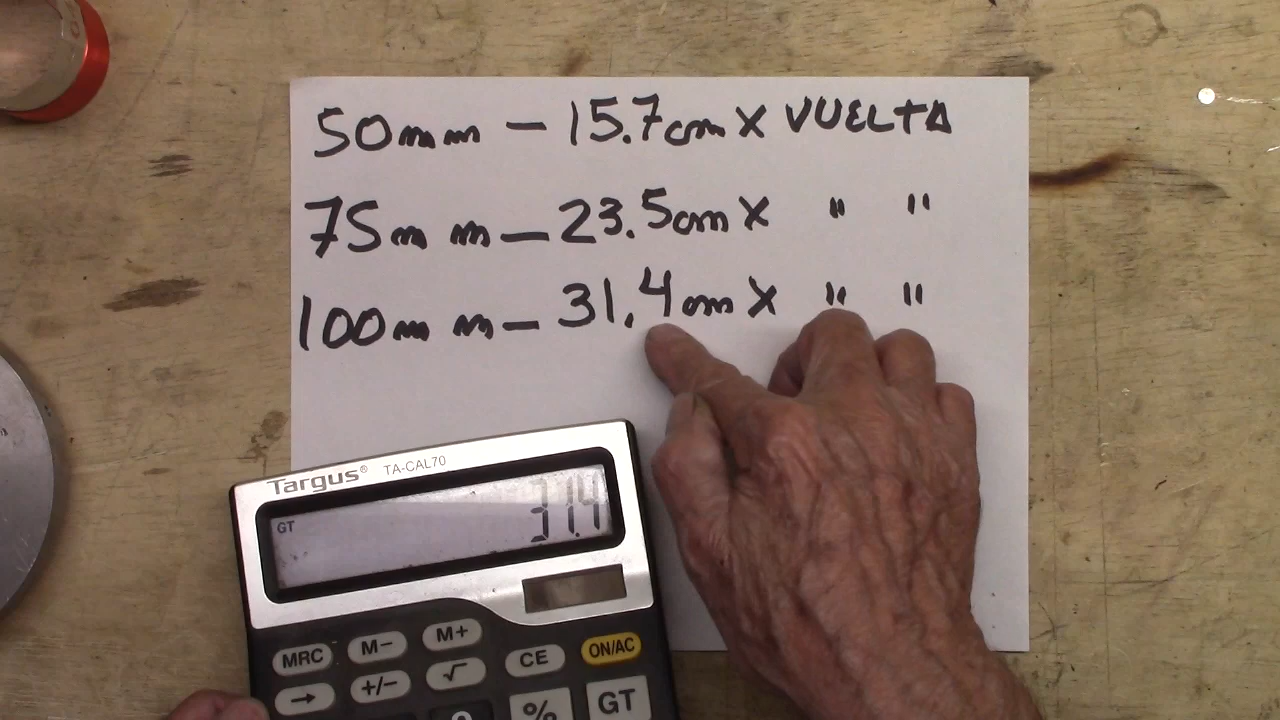 50mm – 15.7cm X VUELTA
75mm – 23.5cm X " "
100mm – 31.4cm X " "
Targus® TA-CAL70
GT 31.4
MRC M− M+ CE ON/AC
→ +/− √ % GT